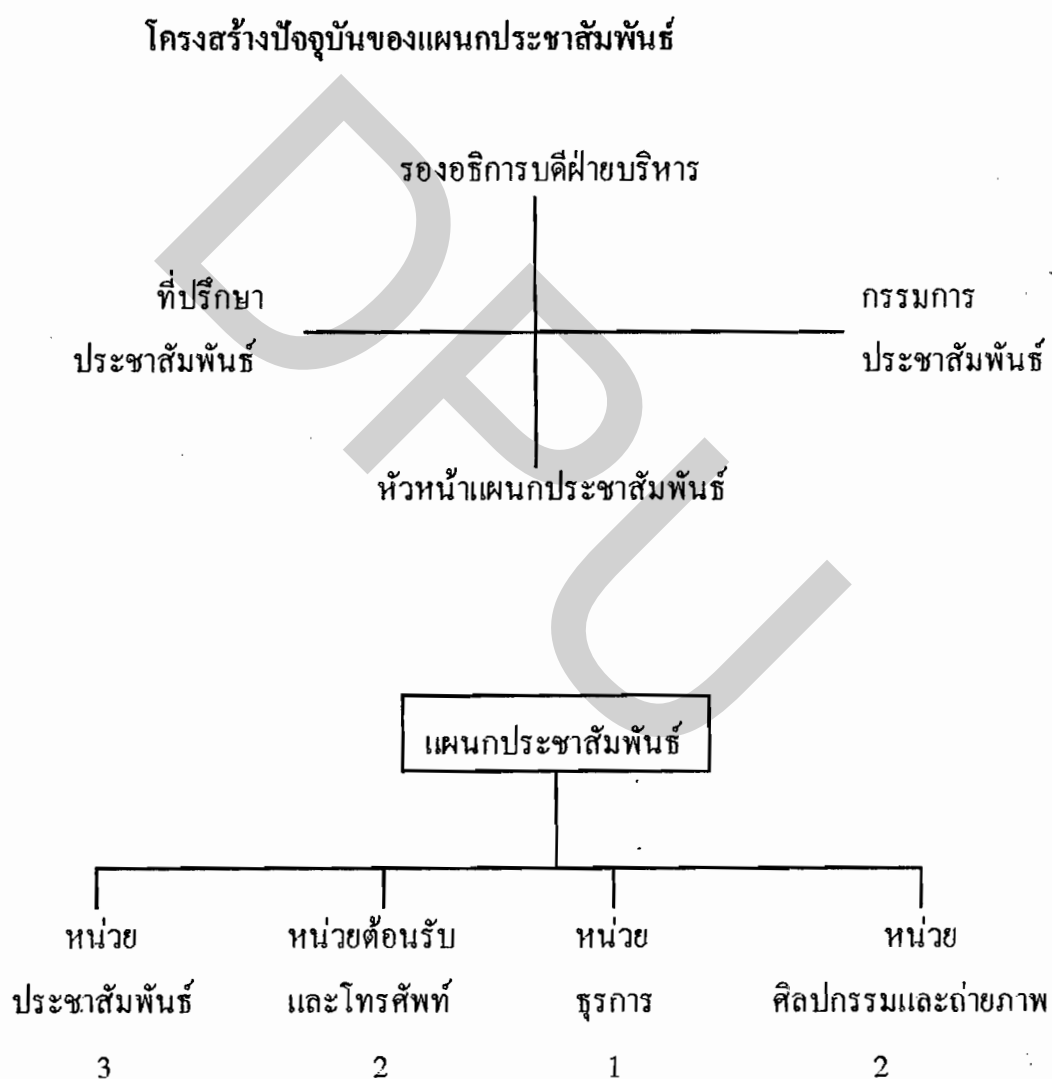 โครงสร้างปัจจุบันของแผนกประชาสัมพันธ์
รองอธิการบดีฝ่ายบริหาร
ที่ปรึกษา
ประชาสัมพันธ์
กรรมการ
ประชาสัมพันธ์
หัวหน้าแผนกประชาสัมพันธ์
DPU
แผนกประชาสัมพันธ์
หน่วย
ประชาสัมพันธ์
3
หน่วยต้อนรับ
และโทรศัพท์
2
หน่วย
ธุรการ
1
หน่วย
ศิลปกรรมและถ่ายภาพ
2